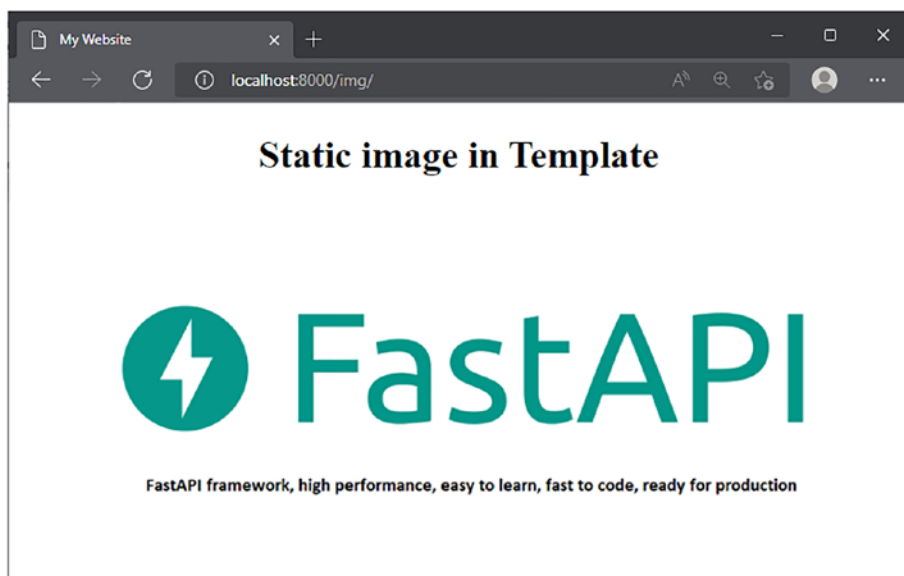 My Website
localhost:8000/img/
Static image in Template
FastAPI
FastAPI framework, high performance, easy to learn, fast to code, ready for production